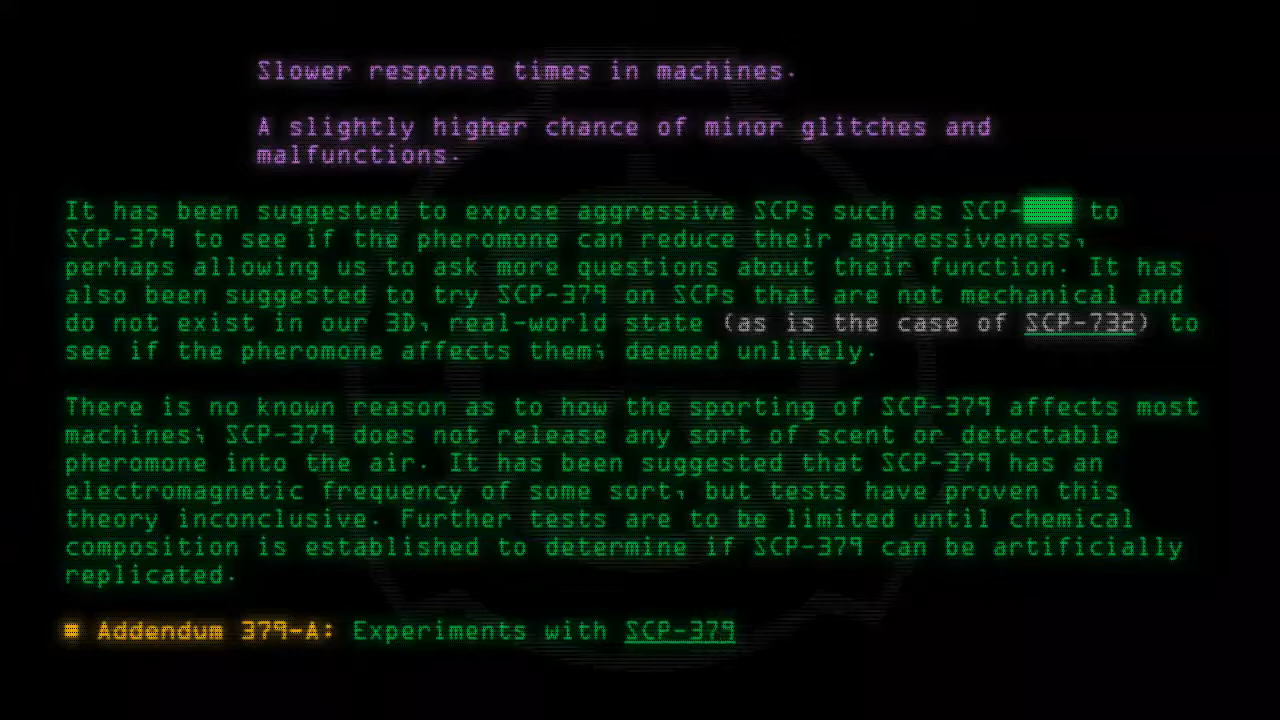 Slower response times in machines.
A slightly higher chance of minor glitches and
malfunctions.
It has been suggested to expose aggressive SCPs such as SCP-███ to
SCP-379 to see if the pheromone can reduce their aggressiveness,
perhaps allowing us to ask more questions about their function. It has
also been suggested to try SCP-379 on SCPs that are not mechanical and
do not exist in our 3D, real-world state (as is the case of SCP-732) to
see if the pheromone affects them; deemed unlikely.
There is no known reason as to how the sporting of SCP-379 affects most
machines; SCP-379 does not release any sort of scent or detectable
pheromone into the air. It has been suggested that SCP-379 has an
electromagnetic frequency of some sort, but tests have proven this
theory inconclusive. Further tests are to be limited until chemical
composition is established to determine if SCP-379 can be artificially
replicated.
# Addendum 379-A: Experiments with SCP-379